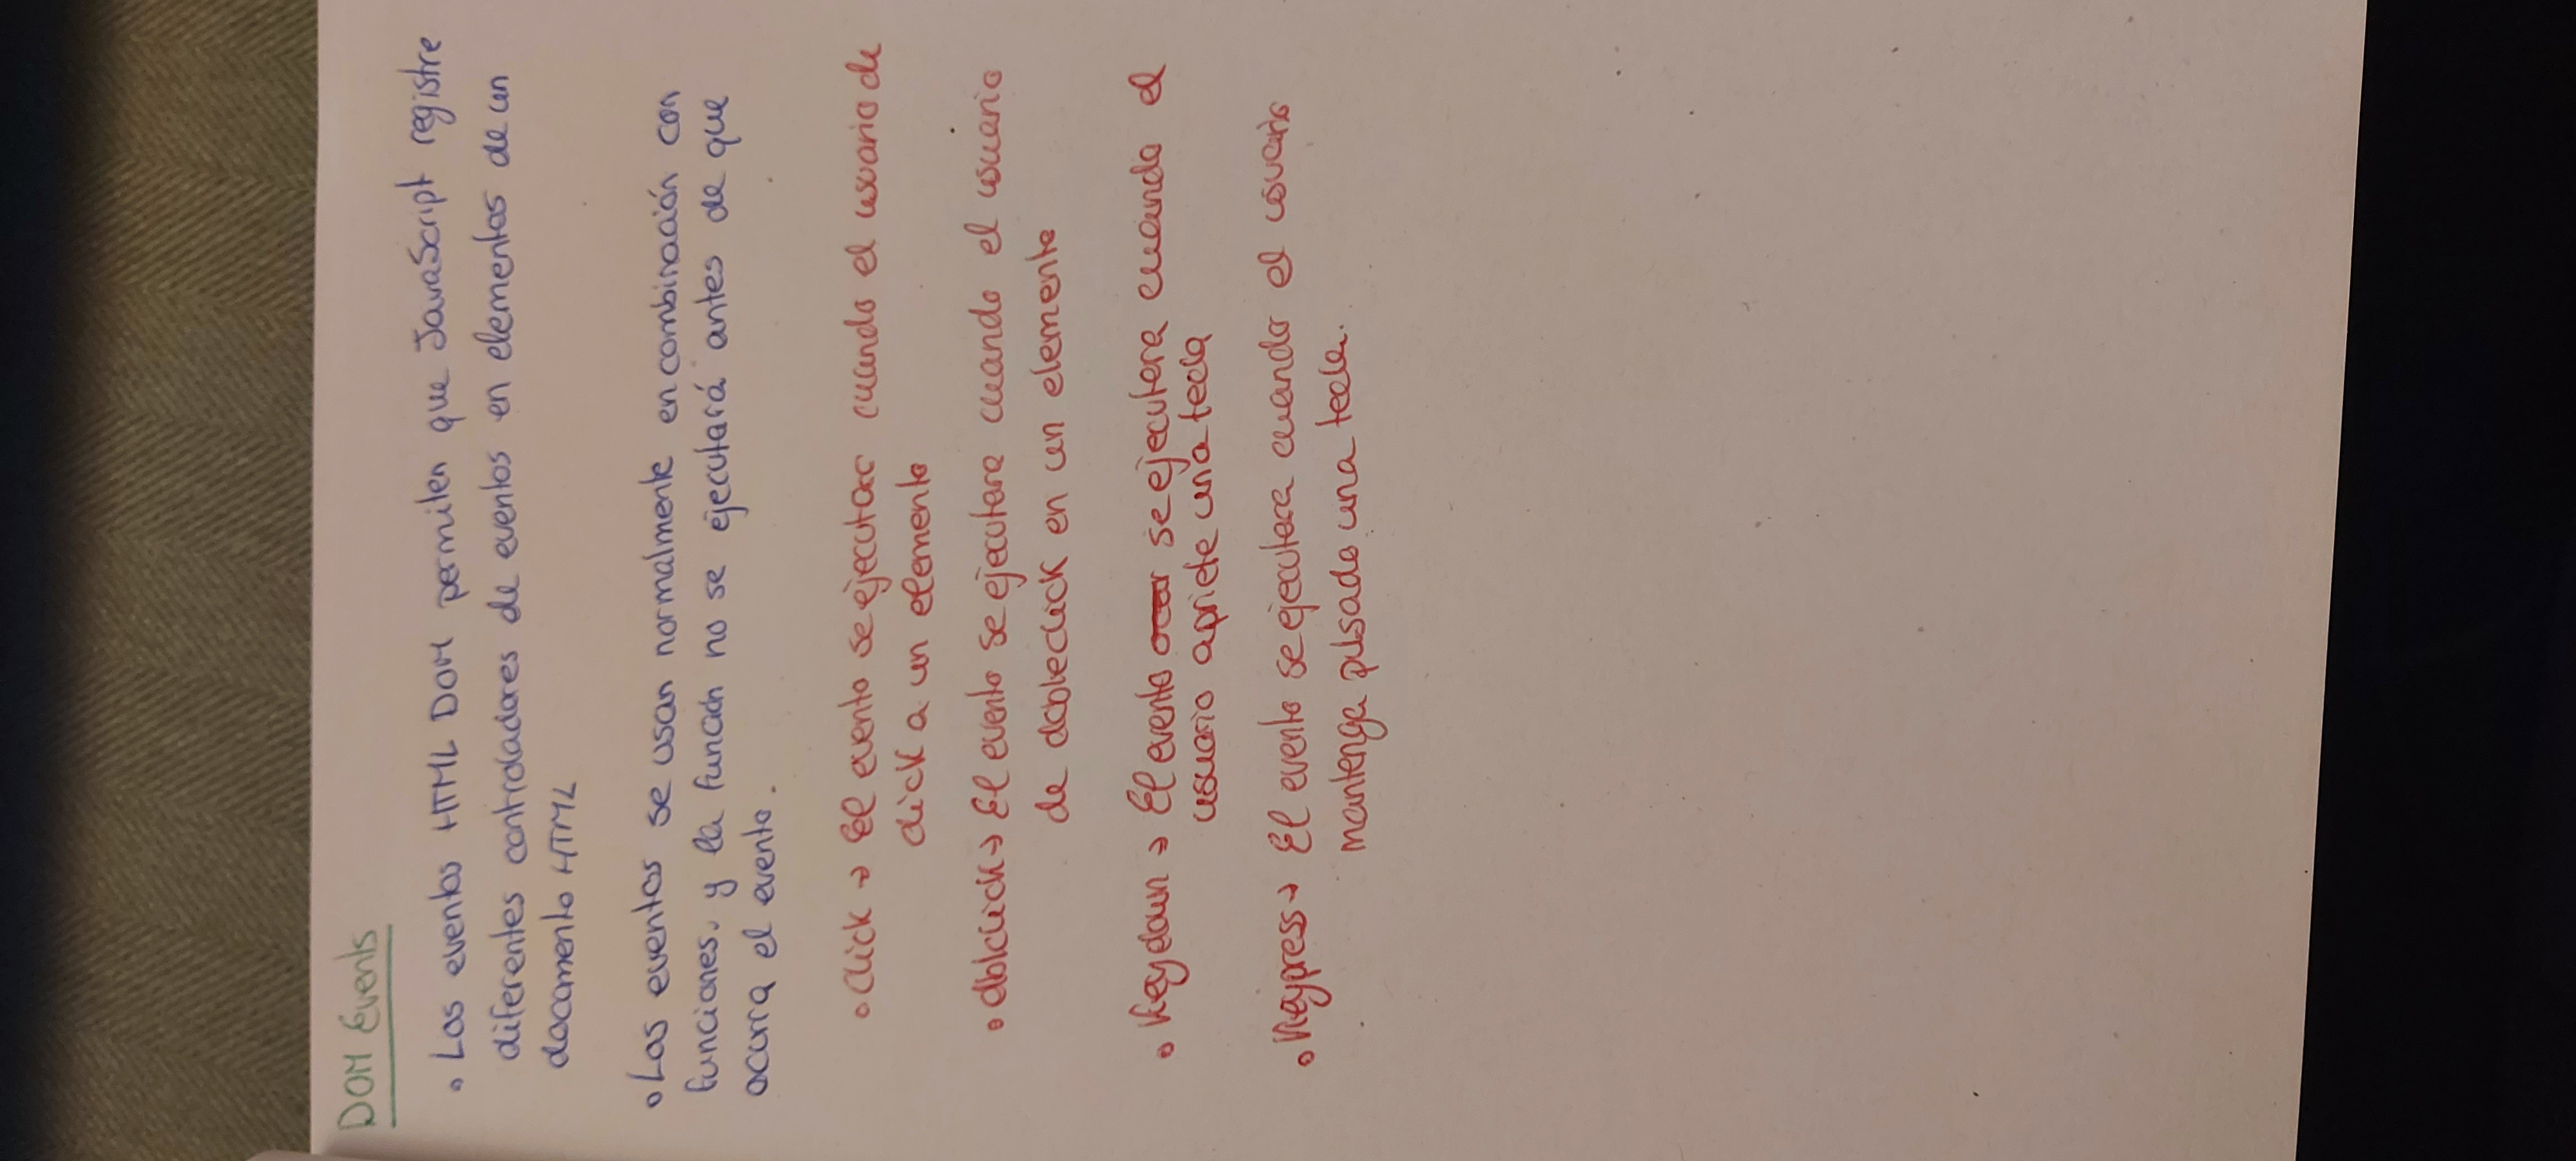 DOM Events
• Los eventos HTML DOM permiten que JavaScript registre
diferentes controladores de eventos en elementos de un
documento HTML
• Los eventos se usan normalmente en combinación con
funciones. y la función no se ejecutará antes de que
ocurra el evento.
• Click → El evento se ejecutara cuando el usuario de
click a un elemento
• dblclick → El evento se ejecutara cuando el usuario
de dobleclick en un elemento
• Keydown → El evento se ejecutara cuando el
usuario apriete una tecla
• Keypress → El evento se ejecutara cuando el usuario
mantenga pulsado una tecla.